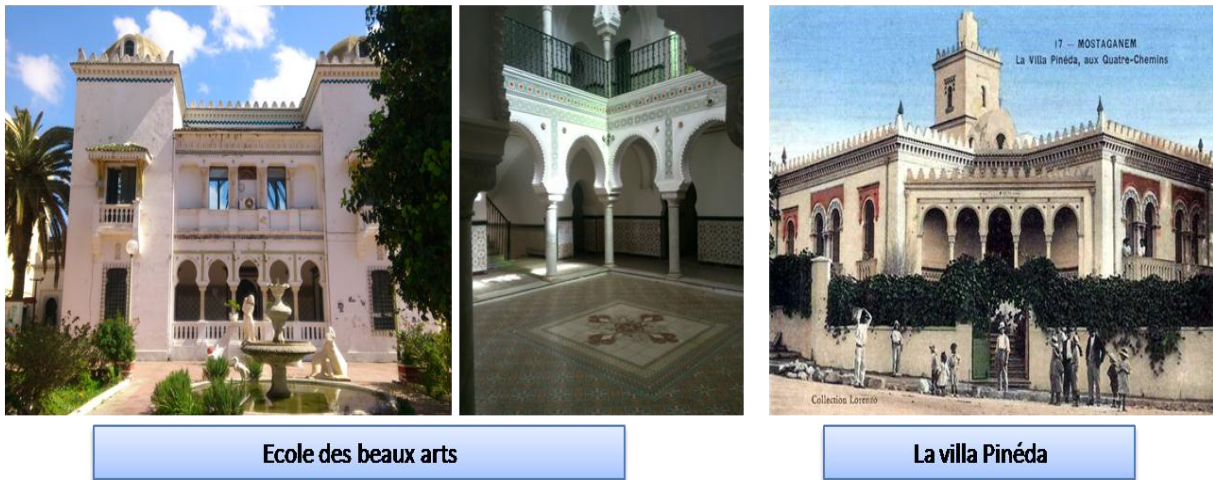 17 – MOSTAGANEM
La Villa Pinéda, aux Quatre-Chemins
Collection Lorenzo
Ecole des beaux arts
La villa Pinéda